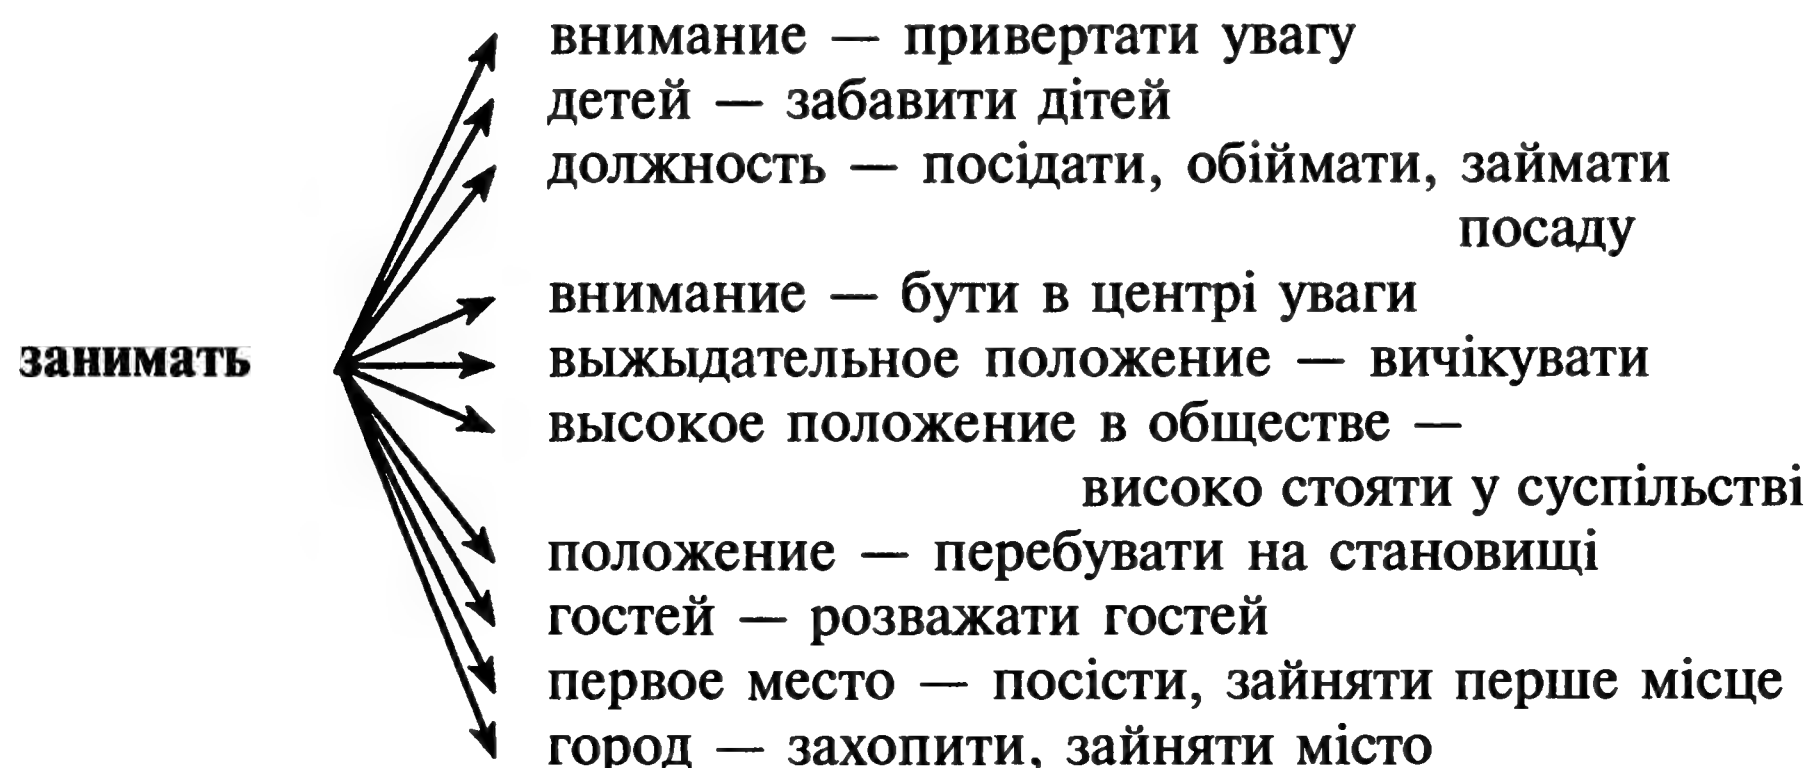 внимание — привертати увагу
детей — забавити дітей
должность — посідати, обіймати, займати
посаду
внимание — бути в центрі уваги
занимать
выжыдательное положение — вичікувати
высокое положение в обществе —
високо стояти у суспільстві
положение — перебувати на становищі
гостей — розважати гостей
первое место — посісти, зайняти перше місце
город — захопити, зайняти місто